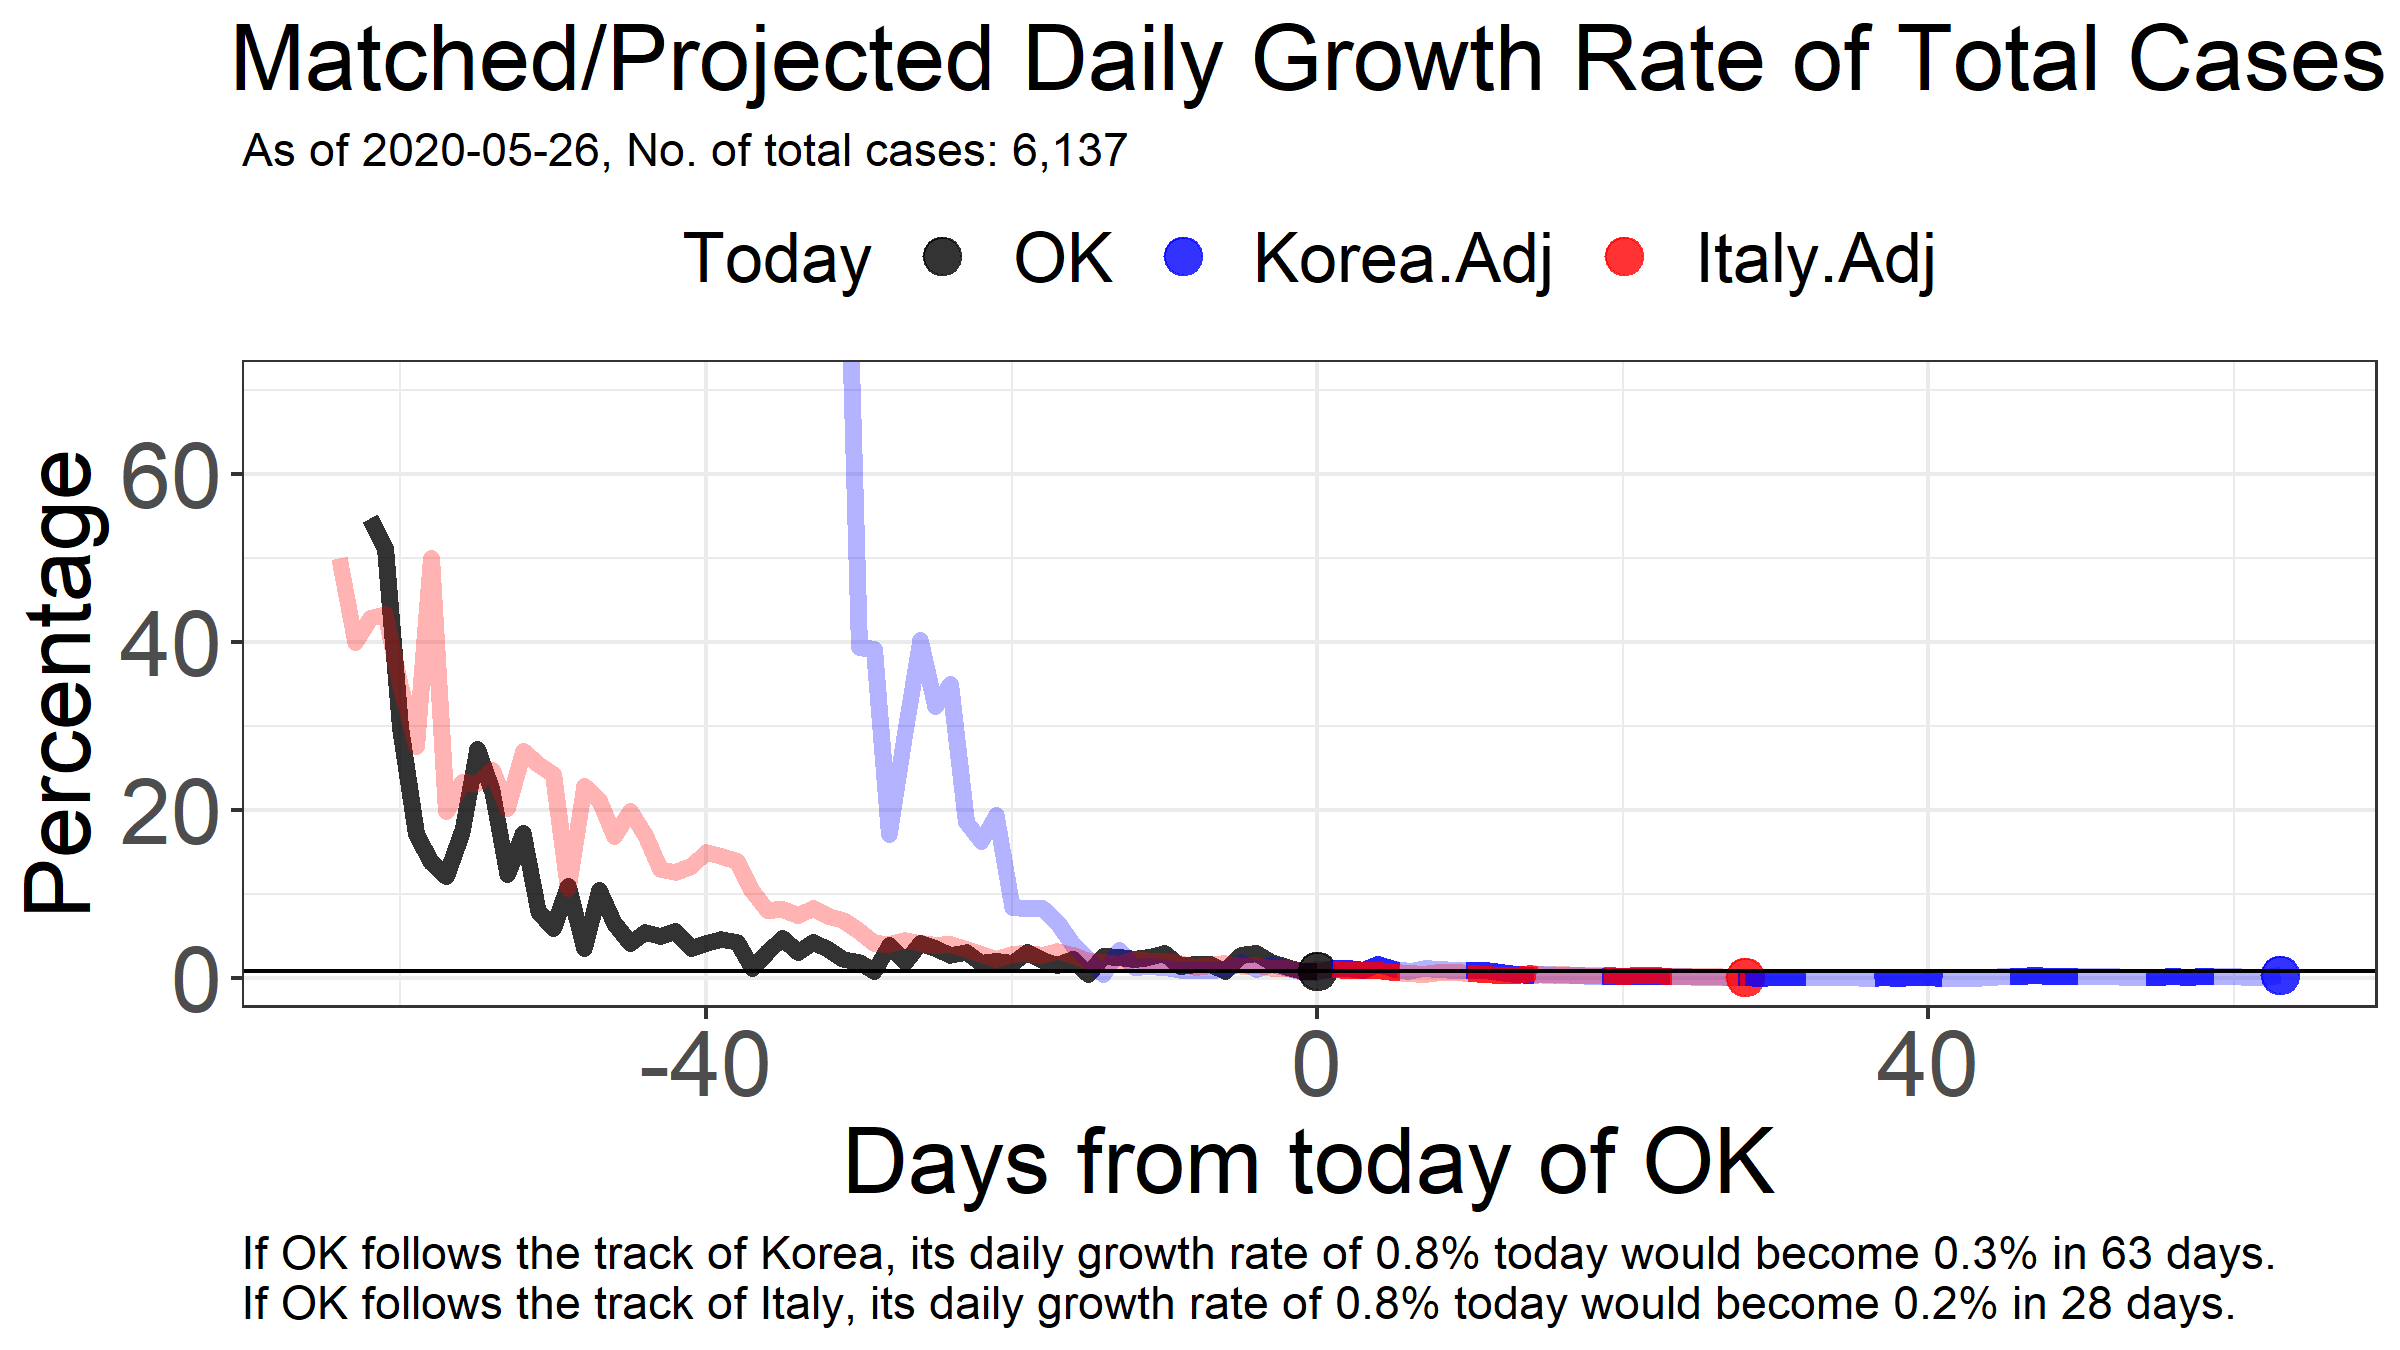 Matched/Projected Daily Growth Rate of Total Cases
As of 2020-05-26, No. of total cases: 6,137
Today OK Korea.Adj Italy.Adj
Percentage
60
40
20
0
-40 0 40
Days from today of OK
If OK follows the track of Korea, its daily growth rate of 0.8% today would become 0.3% in 63 days.
If OK follows the track of Italy, its daily growth rate of 0.8% today would become 0.2% in 28 days.